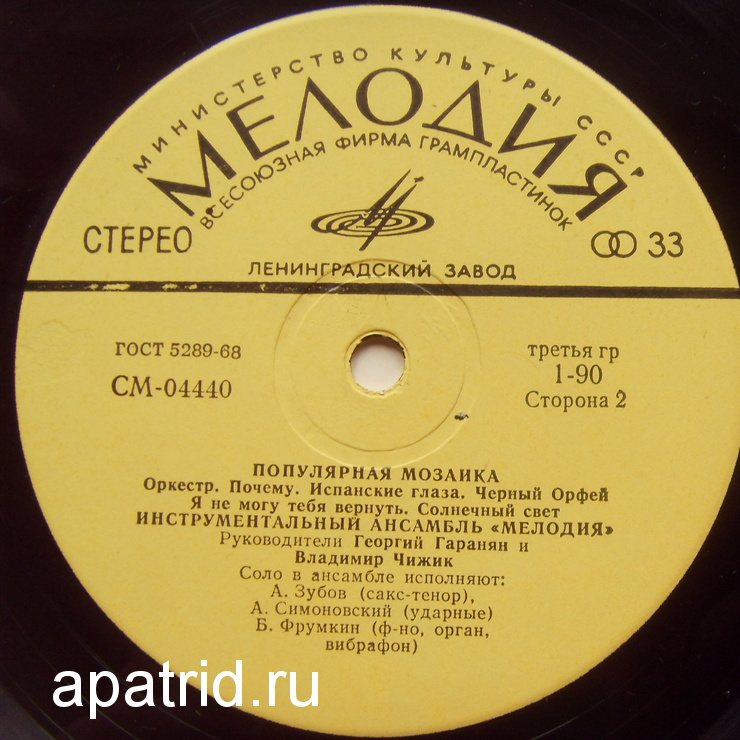 МИНИСТЕРСТВО КУЛЬТУРЫ СССР
МЕЛОДИЯ
ВСЕСОЮЗНАЯ ФИРМА ГРАМПЛАСТИНОК
СТЕРЕО
33
ЛЕНИНГРАДСКИЙ ЗАВОД
ГОСТ 5289-68
СМ-04440
третья гр
1-90
Сторона 2
ПОПУЛЯРНАЯ МОЗАИКА
Оркестр. Почему. Испанские глаза. Черный Орфей
Я не могу тебя вернуть. Солнечный свет
ИНСТРУМЕНТАЛЬНЫЙ АНСАМБЛЬ «МЕЛОДИЯ»
Руководители Георгий Гаранян и
Владимир Чижик
Соло в ансамбле исполняют:
А. Зубов (сакс-тенор),
А. Симоновский (ударные)
Б. Фрумкин (ф-но, орган,
вибрафон)
apatrid.ru